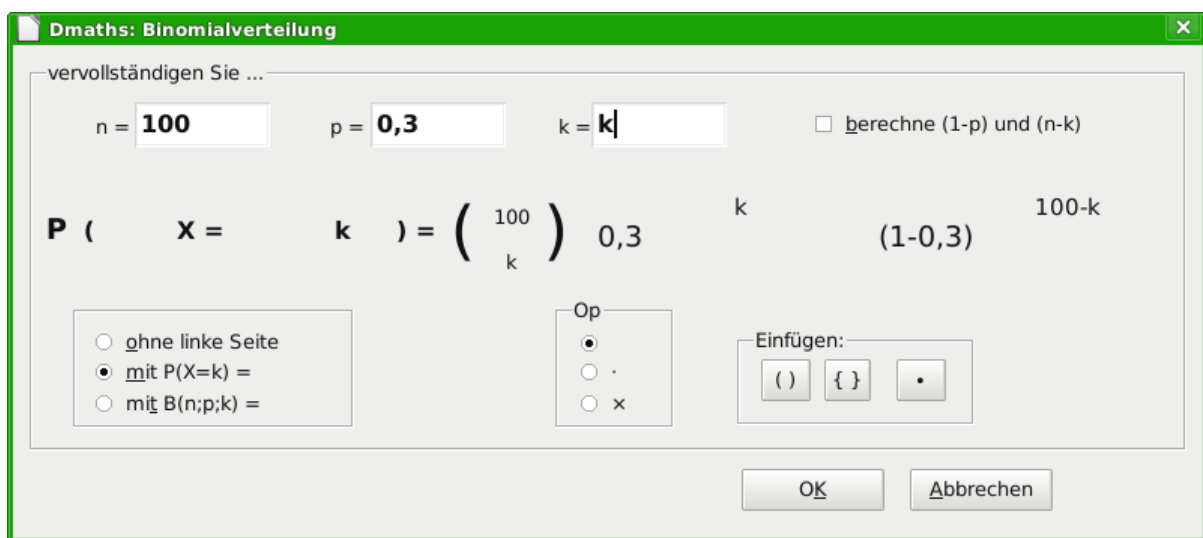 Dmaths: Binomialverteilung
vervollständigen Sie ...
n = 100 p = 0,3 k = k berechne (1-p) und (n-k)
P ( X = k ) = ( 100 k ) 0,3 k (1-0,3) 100-k
ohne linke Seite
mit P(X=k) =
mit B(n;p;k) =
Op
·
×
Einfügen:
( ) { } •
OK Abbrechen